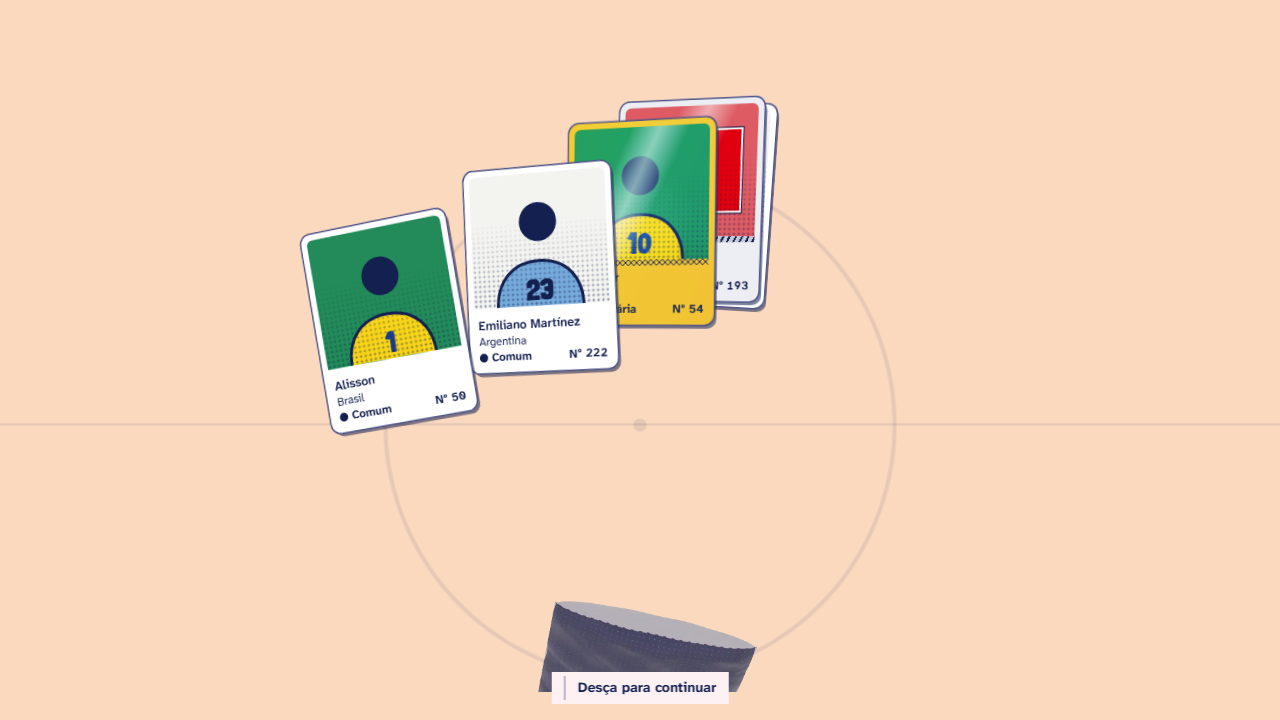 1
Alisson
Brasil
Comum Nº 50
23
Emiliano Martínez
Argentina
Comum Nº 222
10
Nº 54
Nº 193
Desça para continuar